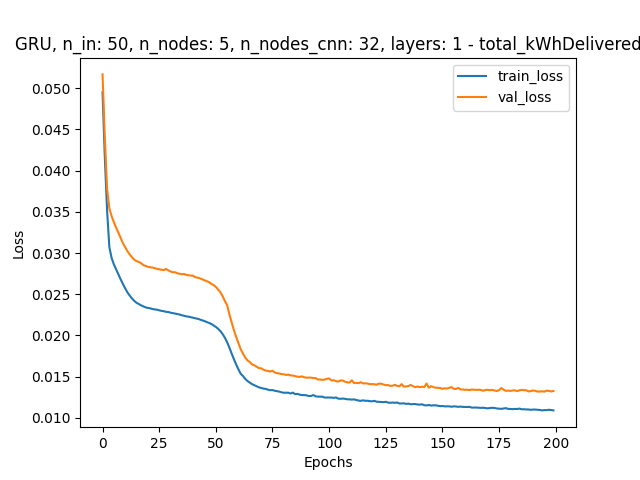 GRU, n_in: 50, n_nodes: 5, n_nodes_cnn: 32, layers: 1 - total_kWhDelivered
train_loss
val_loss
0.050
0.045
0.040
0.035
0.030
0.025
0.020
0.015
0.010
Loss
0 25 50 75 100 125 150 175 200
Epochs